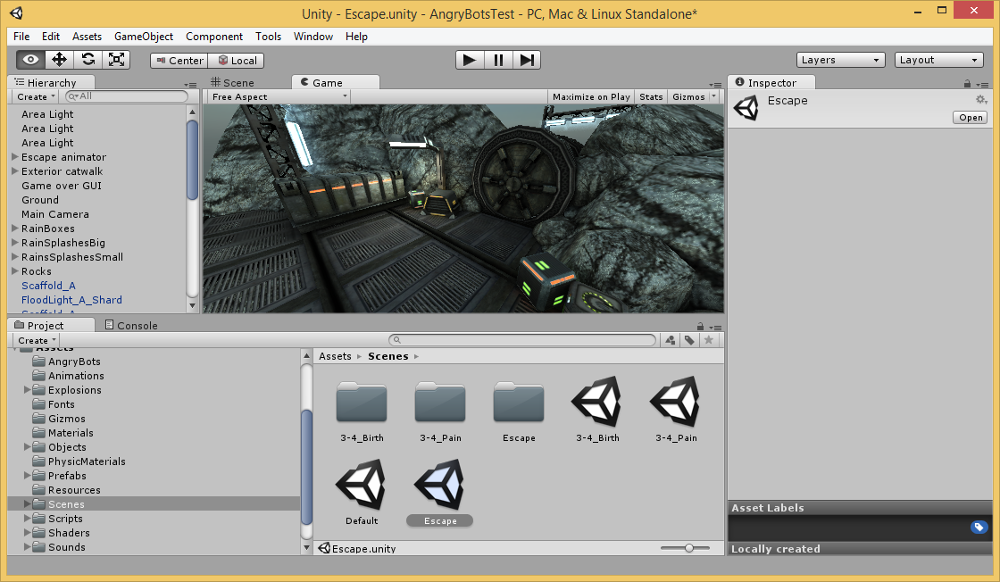 Unity - Escape.unity - AngryBotsTest - PC, Mac & Linux Standalone*
File Edit Assets GameObject Component Tools Window Help
Center Local Layers Layout
Hierarchy
Create All
Area Light
Area Light
Area Light
Escape animator
Exterior catwalk
Game over GUI
Ground
Main Camera
RainBoxes
RainSplashesBig
RainsSplashesSmall
Rocks
Scaffold_A
FloodLight_A_Shard
Scaffold_A
Scene Game
Free Aspect Maximize on Play Stats Gizmos
Inspector
Escape
Open
Project Console
Create
Assets
AngryBots
Animations
Explosions
Fonts
Gizmos
Materials
Objects
PhysicMaterials
Prefabs
Resources
Scenes
Scripts
Shaders
Sounds
Assets Scenes
3-4_Birth 3-4_Pain Escape 3-4_Birth 3-4_Pain
Default Escape
Escape.unity
Asset Labels
Locally created